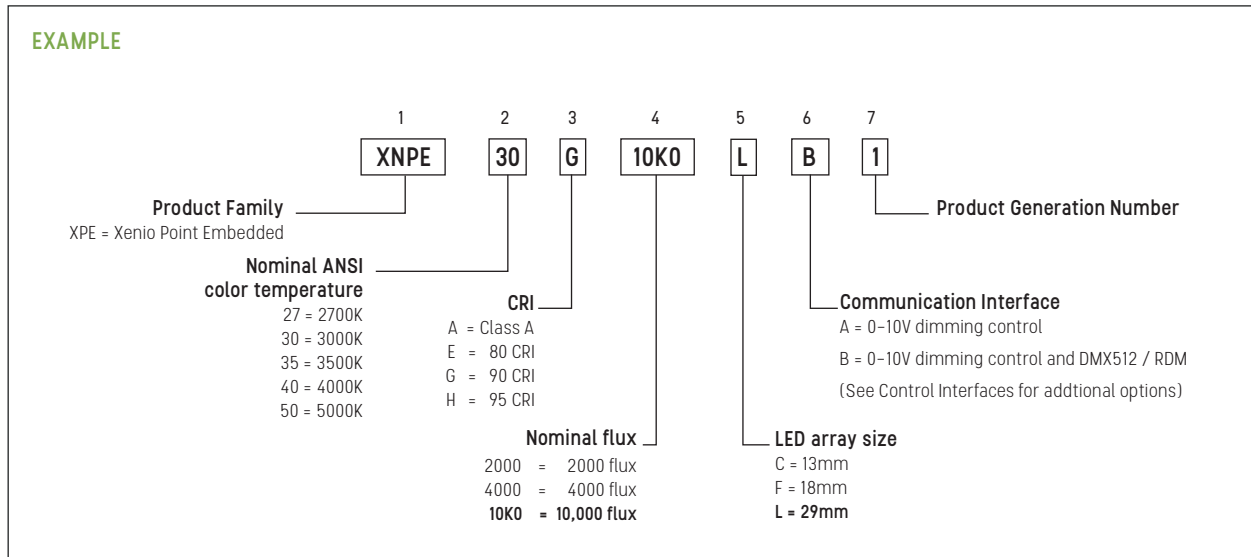 EXAMPLE
1 2 3 4 5 6 7
XNPE 30 G 10K0 L B 1
Product Family
XPE = Xenio Point Embedded
Product Generation Number
Nominal ANSI
color temperature
27 = 2700K
30 = 3000K
35 = 3500K
40 = 4000K
50 = 5000K
CRI
A = Class A
E = 80 CRI
G = 90 CRI
H = 95 CRI
Communication Interface
A = 0-10V dimming control
B = 0-10V dimming control and DMX512 / RDM
(See Control Interfaces for addtional options)
Nominal flux
2000 = 2000 flux
4000 = 4000 flux
10K0 = 10,000 flux
LED array size
C = 13mm
F = 18mm
L = 29mm